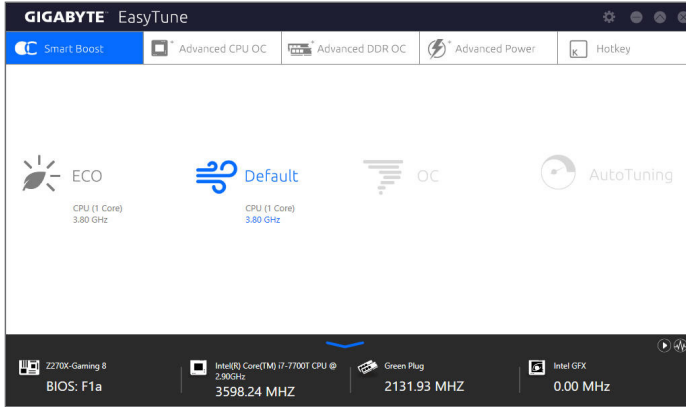 GIGABYTE™ EasyTune
Smart Boost
Advanced CPU OC
Advanced DDR OC
Advanced Power
K
Hotkey
ECO
CPU (1 Core)
3.80 GHz
Default
CPU (1 Core)
3.80 GHz
OC
AutoTuning
Z270X-Gaming 8
BIOS: F1a
Intel(R) Core(TM) i7-7700T CPU @
2.90GHz
3598.24 MHZ
Green Plug
2131.93 MHZ
Intel GFX
0.00 MHz